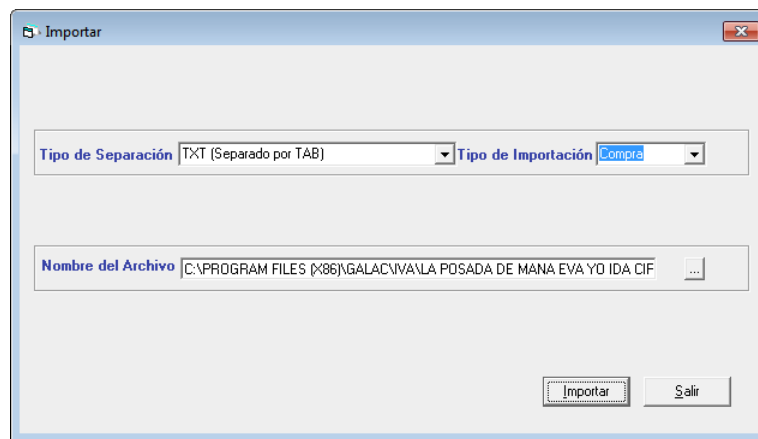 Importar
Tipo de Separación TXT (Separado por TAB) Tipo de Importación Compra
Nombre del Archivo C:\PROGRAM FILES (X86)\GALAC\IVA\LA POSADA DE MANA EVA YO IDA CIF ...
Importar Salir